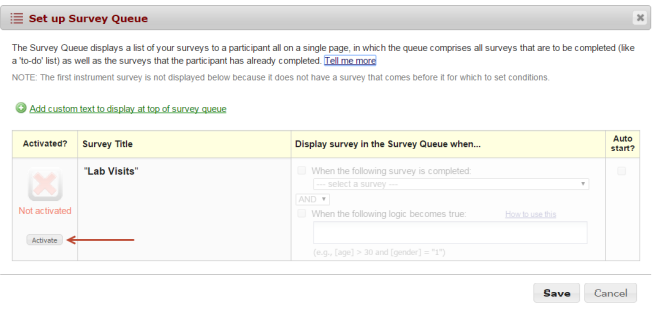 Set up Survey Queue
The Survey Queue displays a list of your surveys to a participant all on a single page, in which the queue comprises all surveys that are to be completed (like
a 'to-do' list) as well as the surveys that the participant has already completed. Tell me more
NOTE: The first instrument survey is not displayed below because it does not have a survey that comes before it for which to set conditions.
Add custom text to display at top of survey queue
Activated? Survey Title Display survey in the Survey Queue when... Auto start?
"Lab Visits"
Not activated
Activate
When the following survey is completed:
--- select a survey ---
AND
When the following logic becomes true: How to use this
(e.g., [age] > 30 and [gender] = "1")
Save Cancel